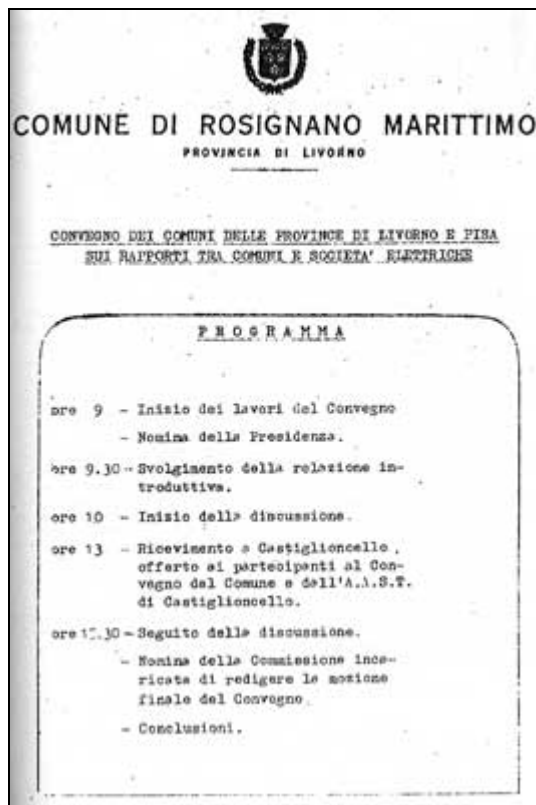 COMUNE DI ROSIGNANO MARITTIMO
PROVINCIA DI LIVORNO
CONVEGNO DEI COMUNI DELLE PROVINCE DI LIVORNO E PISA
SUI RAPPORTI TRA COMUNI E SOCIETA' ELETTRICHE
PROGRAMMA
ore 9 - Inizio dei lavori del Convegno
- Nomina della Presidenza.
ore 9.30 - Svolgimento della relazione in-
troduttiva.
ore 10 - Inizio della discussione.
ore 13 - Ricevimento a Castiglioncello,
offerto ai partecipanti al Con-
vegno dal Comune e dall'A.A.S.T.
di Castiglioncello.
ore - Seguito della discussione.
- Nomina della Commissione inca-
ricata di redigere la mozione
finale del Convegno.
- Conclusioni.